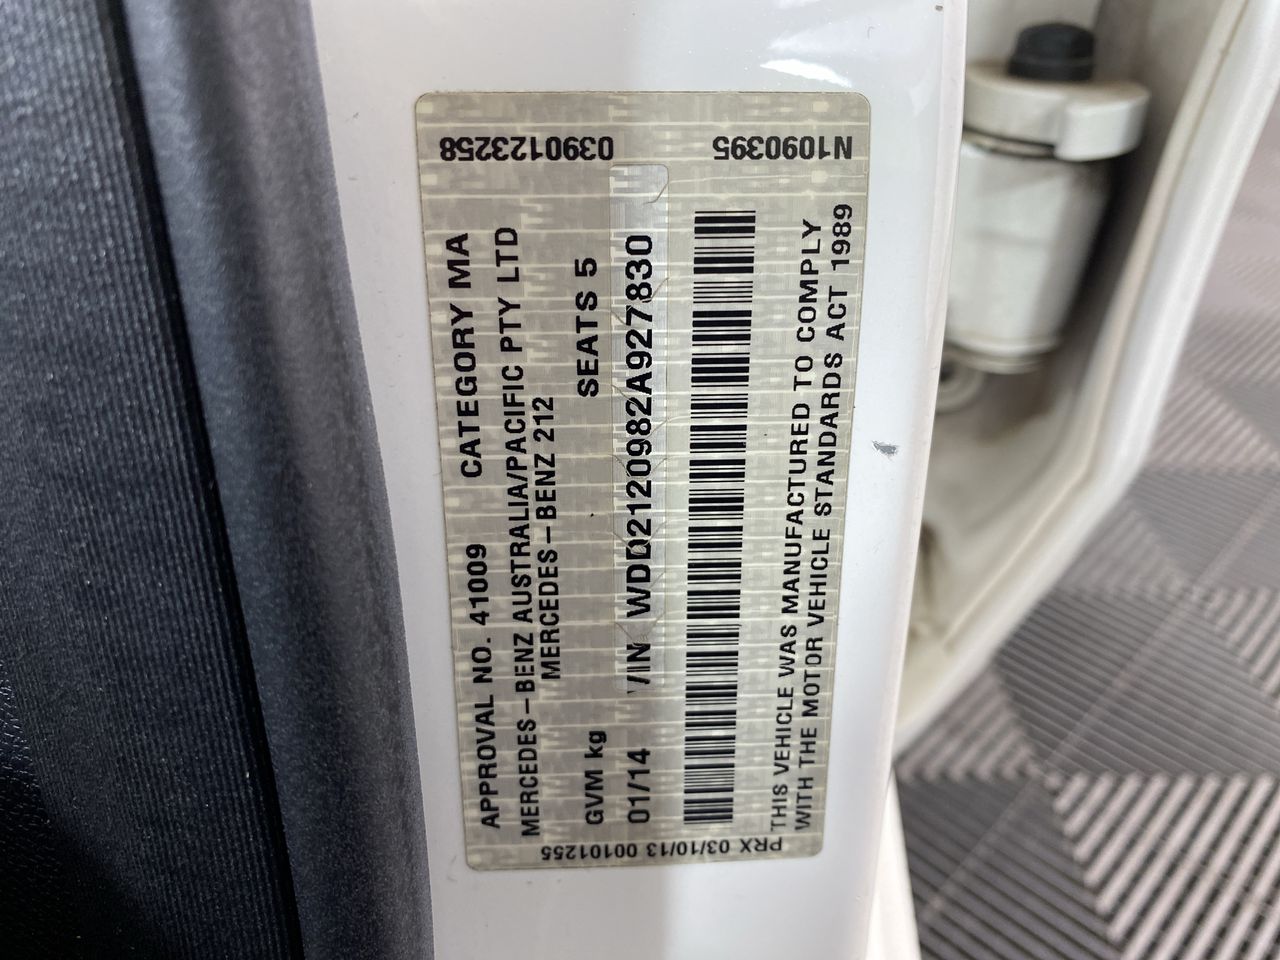 APPROVAL NO. 41009 CATEGORY MA
MERCEDES-BENZ AUSTRALIA/PACIFIC PTY LTD
MERCEDES-BENZ 212
GVM kg SEATS 5
01/14 VIN WDD2120982A927830
THIS VEHICLE WAS MANUFACTURED TO COMPLY
WITH THE MOTOR VEHICLE STANDARDS ACT 1989
0390123258 N1090395
PRX 03/10/13 00101255